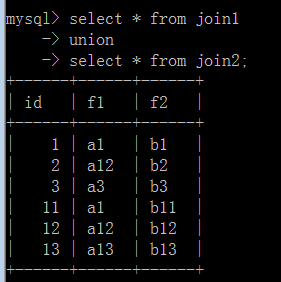 mysql> select * from join1
    -> union
    -> select * from join2;
+------+------+------+
| id   | f1   | f2   |
+------+------+------+
|    1 | a1   | b1   |
|    2 | a12  | b2   |
|    3 | a3   | b3   |
|   11 | a1   | b11  |
|   12 | a12  | b12  |
|   13 | a13  | b13  |
+------+------+------+